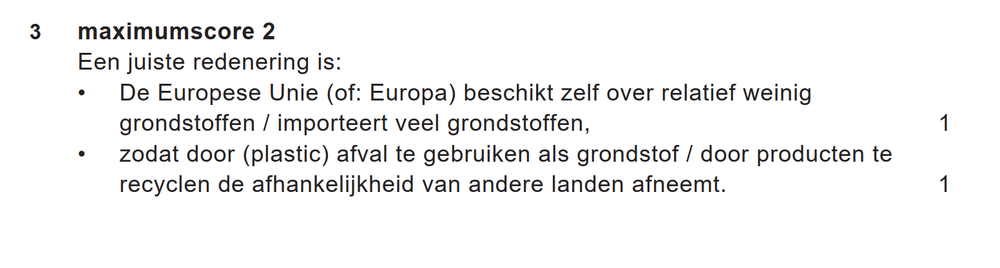 3 maximumscore 2
Een juiste redenering is:
• De Europese Unie (of: Europa) beschikt zelf over relatief weinig
grondstoffen / importeert veel grondstoffen, 1
• zodat door (plastic) afval te gebruiken als grondstof / door producten te
recyclen de afhankelijkheid van andere landen afneemt. 1